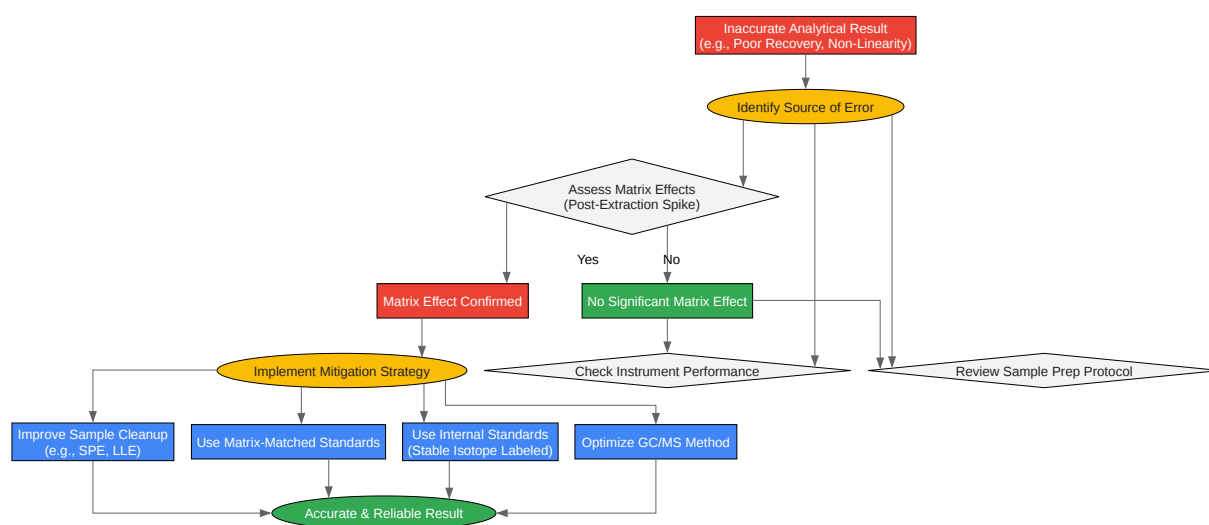 Inaccurate Analytical Result
(e.g., Poor Recovery, Non-Linearity)
Identify Source of Error
Assess Matrix Effects
(Post-Extraction Spike)
Yes
No
Matrix Effect Confirmed
No Significant Matrix Effect
Implement Mitigation Strategy
Check Instrument Performance
Review Sample Prep Protocol
Improve Sample Cleanup
(e.g., SPE, LLE)
Use Matrix-Matched Standards
Use Internal Standards
(Stable Isotope Labeled)
Optimize GC/MS Method
Accurate & Reliable Result